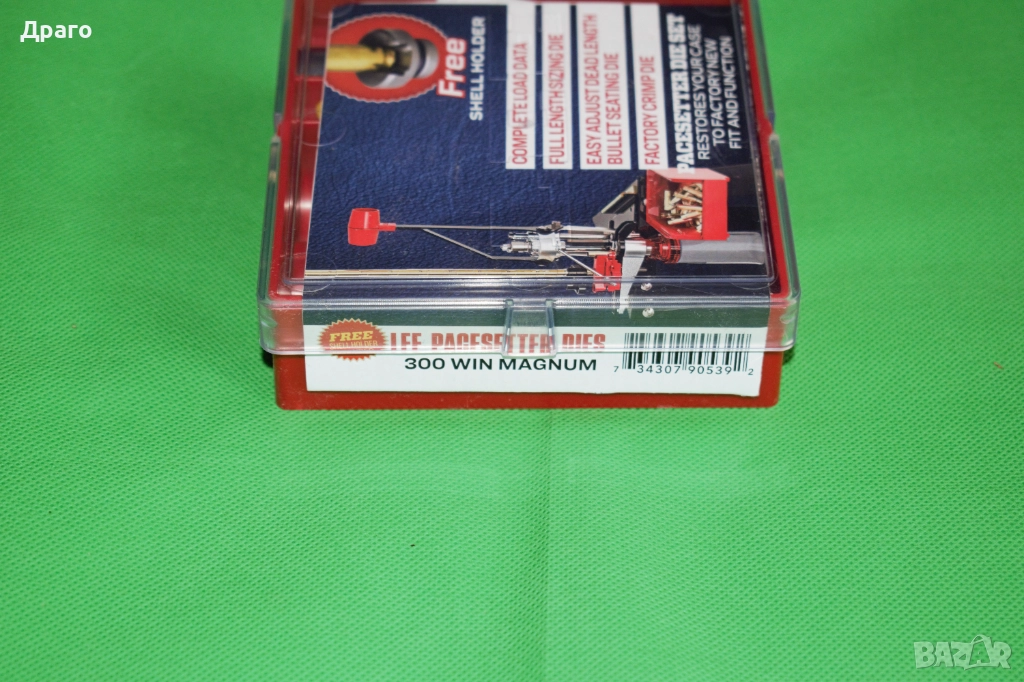 Драго
Free
SHELL HOLDER
COMPLETE LOAD DATA
FULL LENGTH SIZING DIE
EASY ADJUST DEAD LENGTH
BULLET SEATING DIE
FACTORY CRIMP DIE
PACESETTER DIE SET
RESTORES YOUR CASE
TO FACTORY NEW
FIT AND FUNCTION
FREE
SHELL HOLDER
LEE PACESETTER DIES
300 WIN MAGNUM
7 34307 90539 2
BAZAR